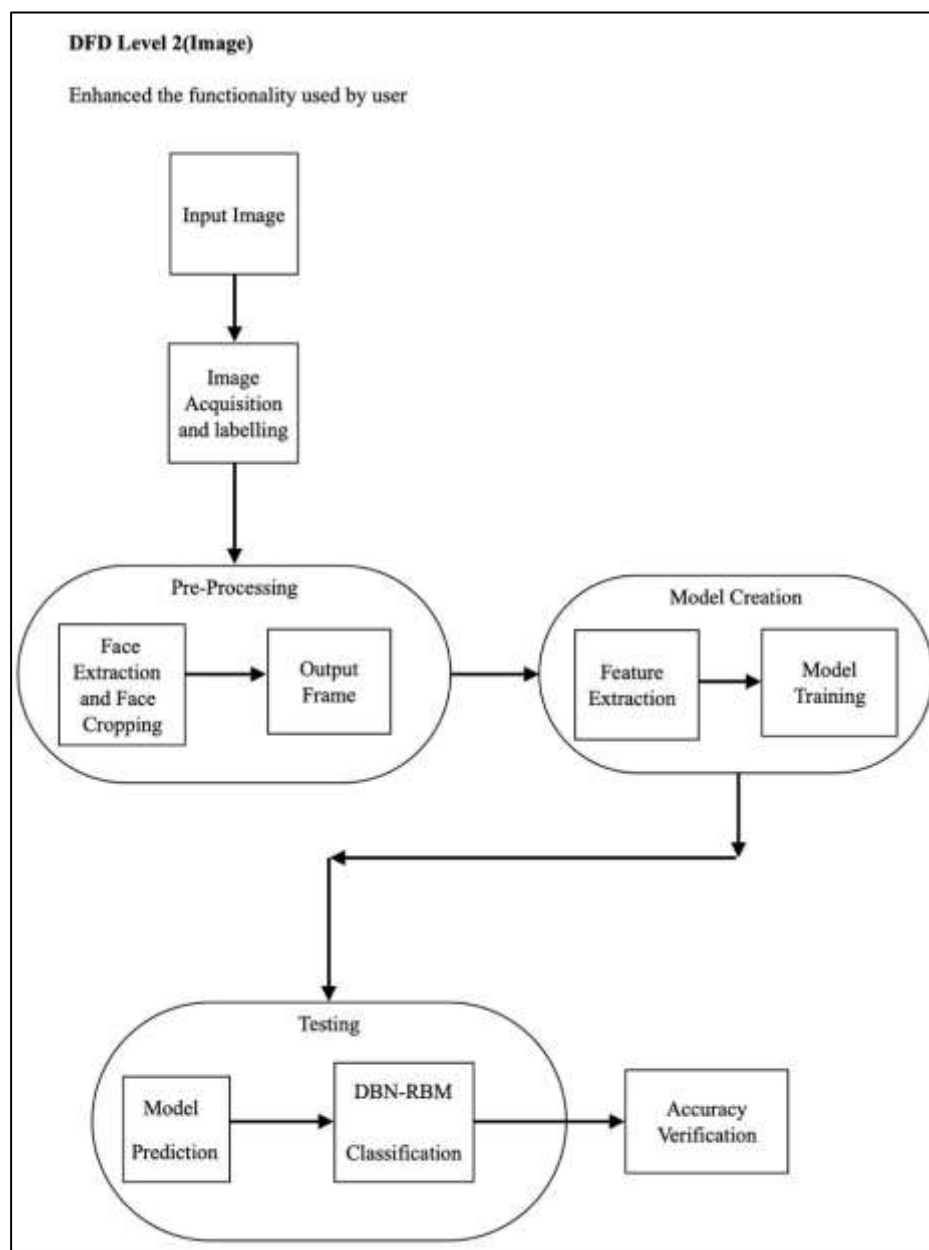 DFD Level 2(Image)
Enhanced the functionality used by user
Input Image
Image
Acquisition
and labelling
Pre-Processing
Face
Extraction
and Face
Cropping
Output
Frame
Model Creation
Feature
Extraction
Model
Training
Testing
Model
Prediction
DBN-RBM
Classification
Accuracy
Verification